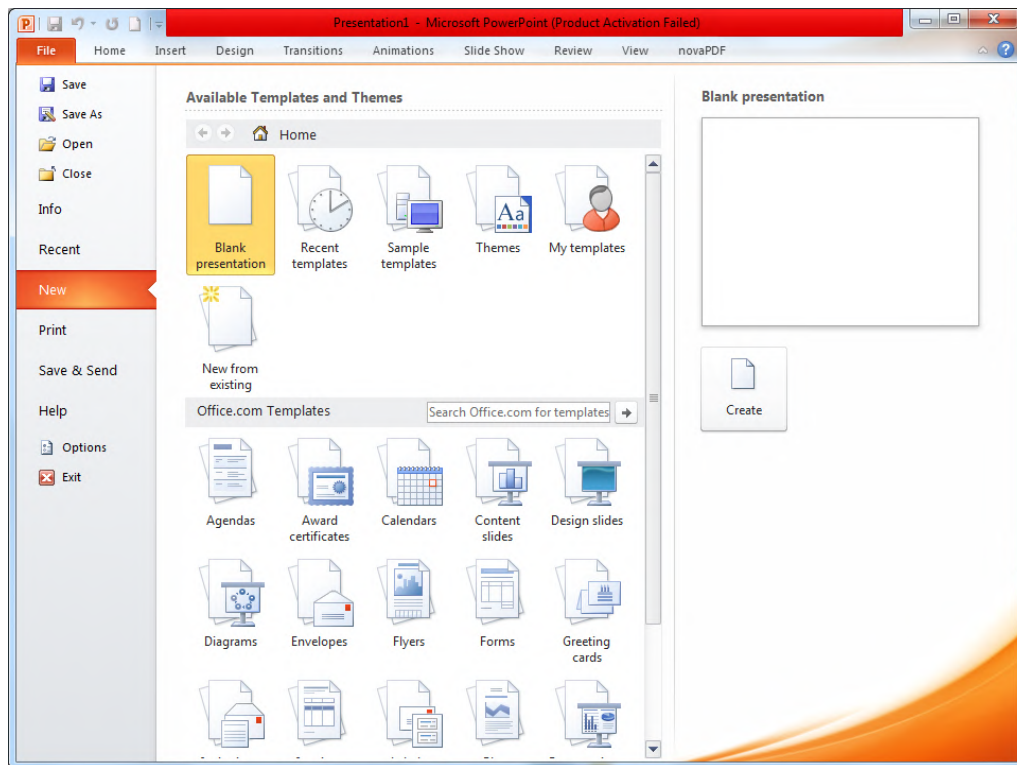 Presentation1 - Microsoft PowerPoint (Product Activation Failed)
File Home Insert Design Transitions Animations Slide Show Review View novaPDF
Save
Save As
Open
Close
Info
Recent
New
Print
Save & Send
Help
Options
Exit
Available Templates and Themes
Home
Blank presentation
Recent templates
Sample templates
Themes
My templates
New from existing
Office.com Templates
Search Office.com for templates
Agendas
Award certificates
Calendars
Content slides
Design slides
Diagrams
Envelopes
Flyers
Forms
Greeting cards
Blank presentation
Create